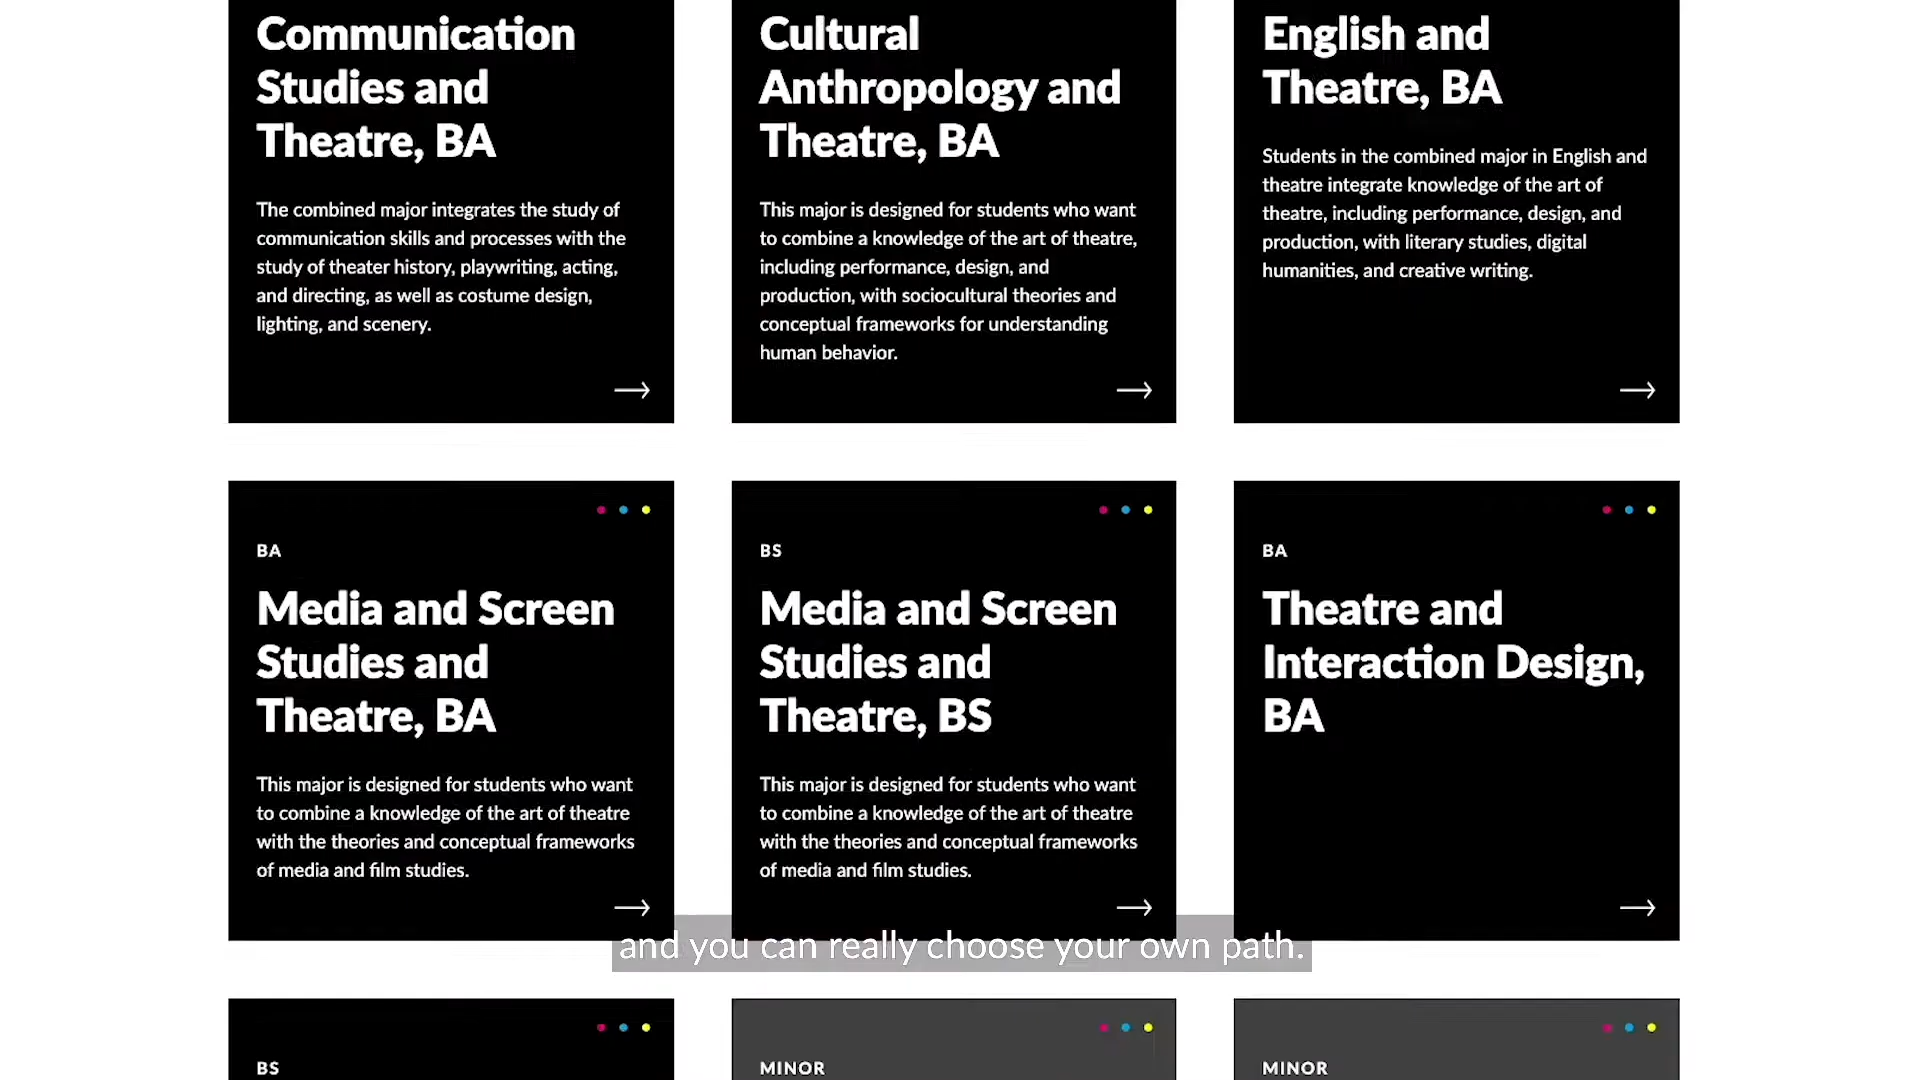 Communication
Studies and
Theatre, BA
The combined major integrates the study of
communication skills and processes with the
study of theater history, playwriting, acting,
and directing, as well as costume design,
lighting, and scenery.
Cultural
Anthropology and
Theatre, BA
This major is designed for students who want
to combine a knowledge of the art of theatre,
including performance, design, and
production, with sociocultural theories and
conceptual frameworks for understanding
human behavior.
English and
Theatre, BA
Students in the combined major in English and
theatre integrate knowledge of the art of
theatre, including performance, design, and
production, with literary studies, digital
humanities, and creative writing.
BA
Media and Screen
Studies and
Theatre, BA
This major is designed for students who want
to combine a knowledge of the art of theatre
with the theories and conceptual frameworks
of media and film studies.
BS
Media and Screen
Studies and
Theatre, BS
This major is designed for students who want
to combine a knowledge of the art of theatre
with the theories and conceptual frameworks
of media and film studies.
BA
Theatre and
Interaction Design,
BA
and you can really choose your own path.
BS
MINOR
MINOR